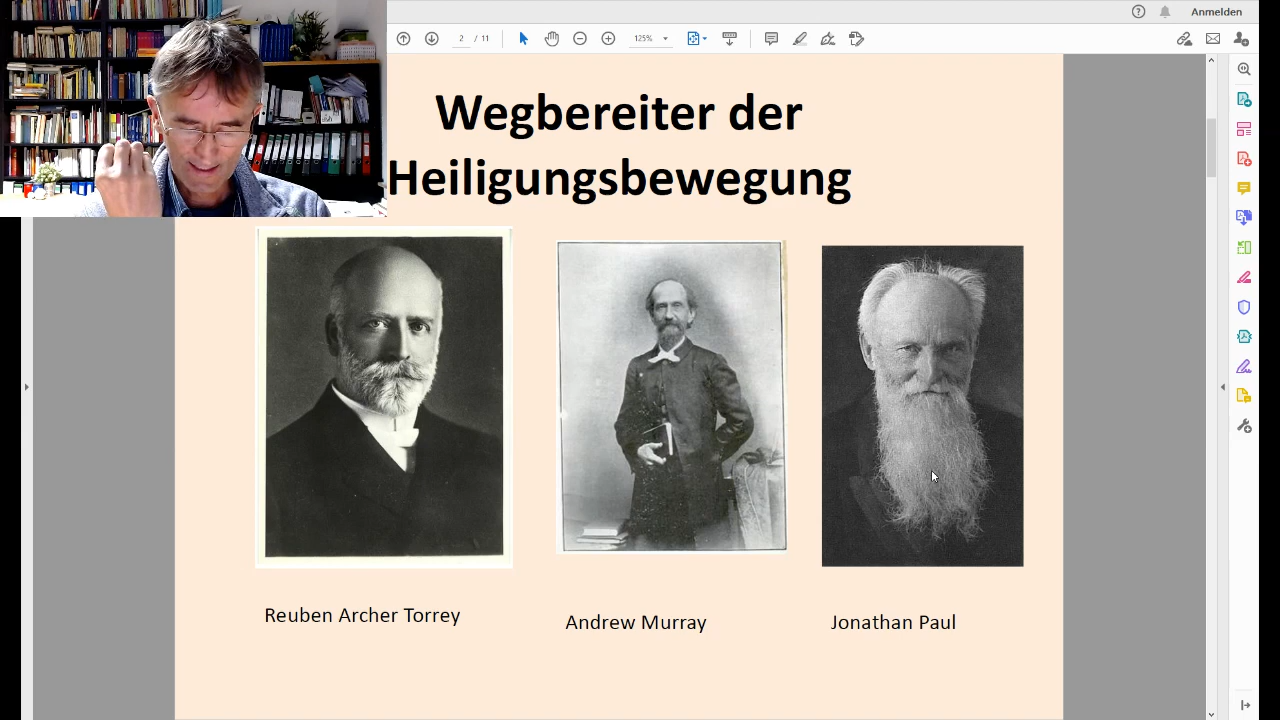 Anmelden
2 / 11
125%
Wegbereiter der
Heiligungsbewegung
Reuben Archer Torrey
Andrew Murray
Jonathan Paul